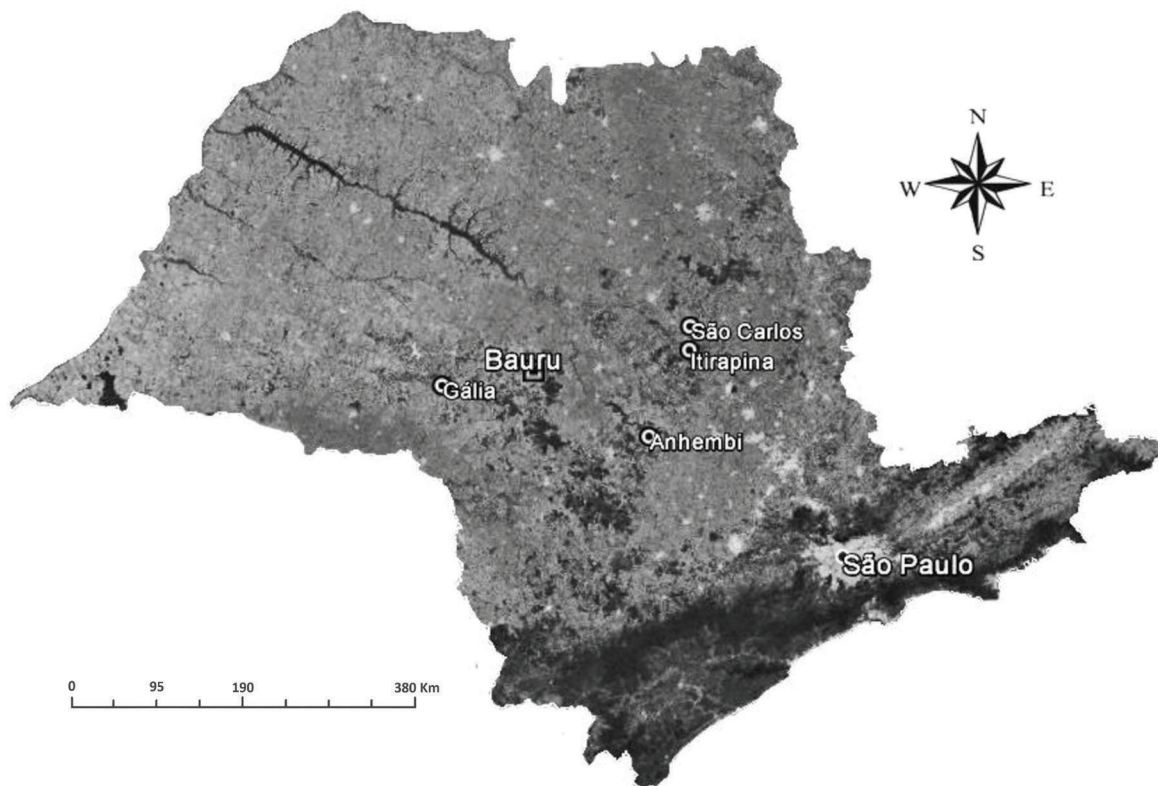 N
W
E
S
São Carlos
Itirapina
Bauru
Gália
Anhembi
São Paulo
0 95 190 380 Km